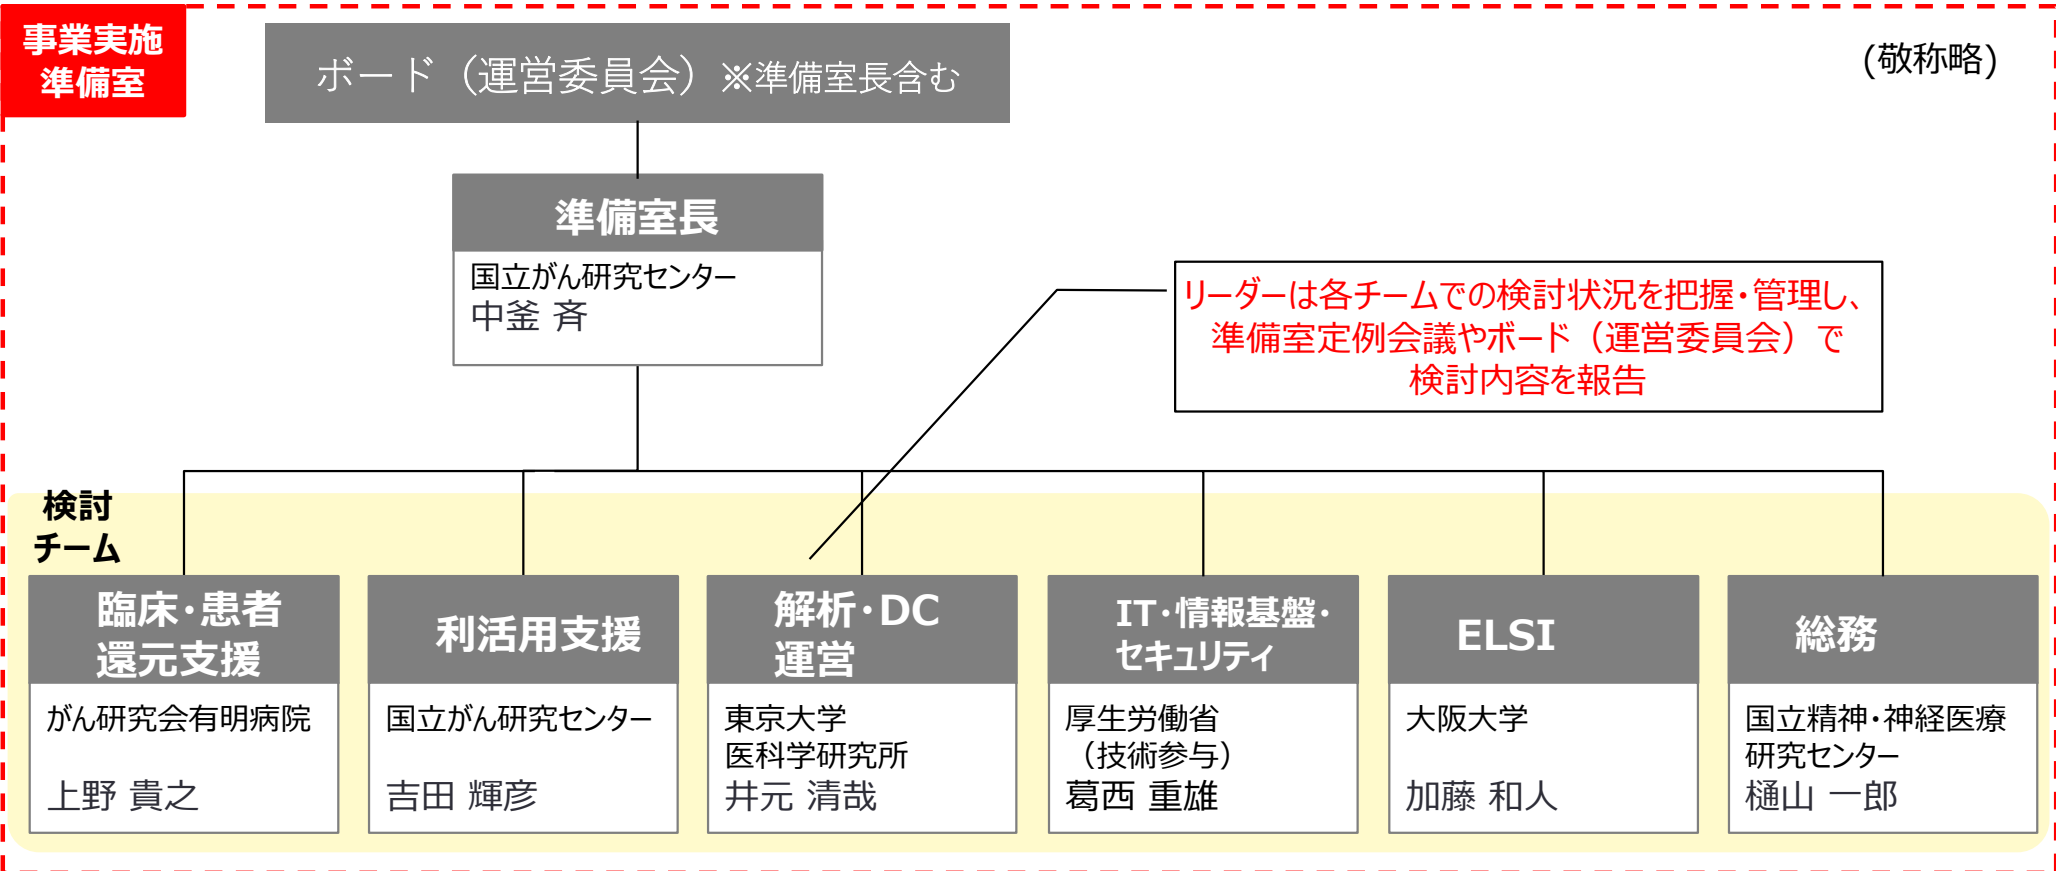 事業実施
準備室
ボード（運営委員会）※準備室長含む
(敬称略)
準備室長
国立がん研究センター
中釜 斉
リーダーは各チームでの検討状況を把握・管理し、
準備室定例会議やボード（運営委員会）で
検討内容を報告
検討
チーム
臨床・患者
還元支援
がん研究会有明病院
上野 貴之
利活用支援
国立がん研究センター
吉田 輝彦
解析・DC
運営
東京大学
医科学研究所
井元 清哉
IT・情報基盤・
セキュリティ
厚生労働省
（技術参与）
葛西 重雄
ELSI
大阪大学
加藤 和人
総務
国立精神・神経医療
研究センター
樋山 一郎